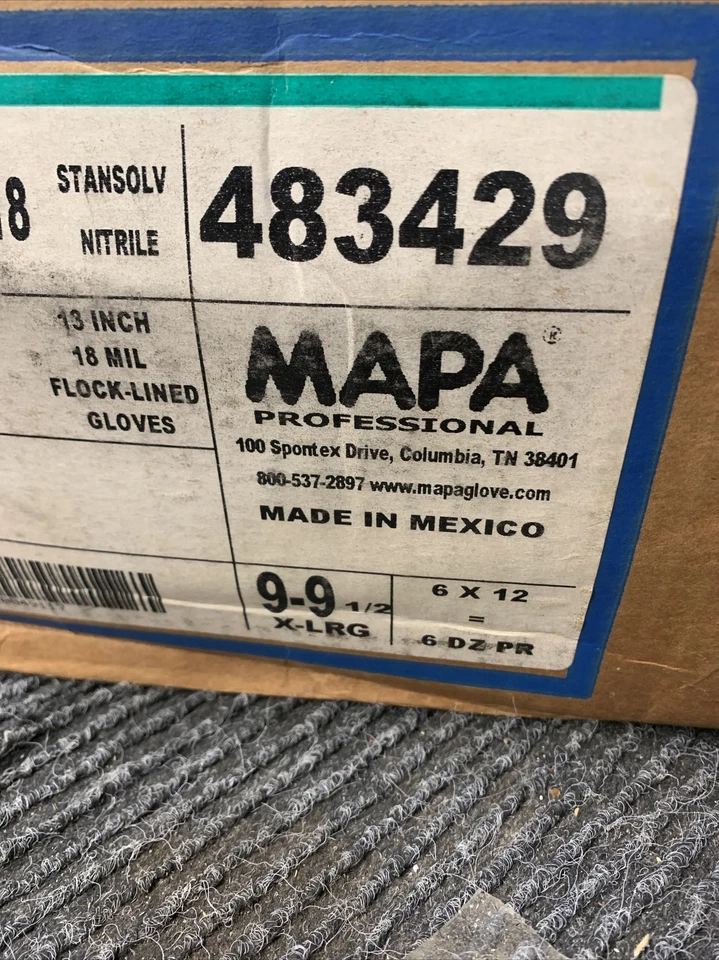 18
STANSOLV
NITRILE
483429
13 INCH
18 MIL
FLOCK-LINED
GLOVES
MAPA®
PROFESSIONAL
100 Spontex Drive, Columbia, TN 38401
800-537-2897 www.mapaglove.com
MADE IN MEXICO
9-9 1/2
X-LRG
6 X 12
=
6 DZ PR